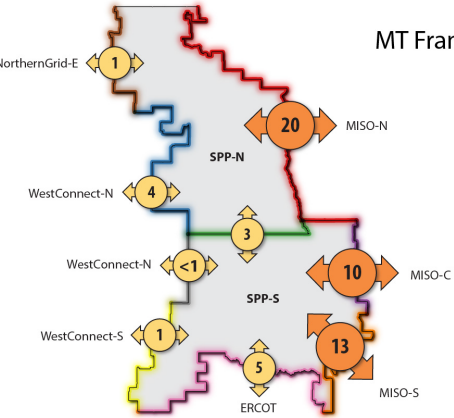 MT Fran
NorthernGrid-E
1
20
MISO-N
SPP-N
WestConnect-N
4
3
WestConnect-N
<1
10
MISO-C
SPP-S
WestConnect-S
1
13
5
MISO-S
ERCOT